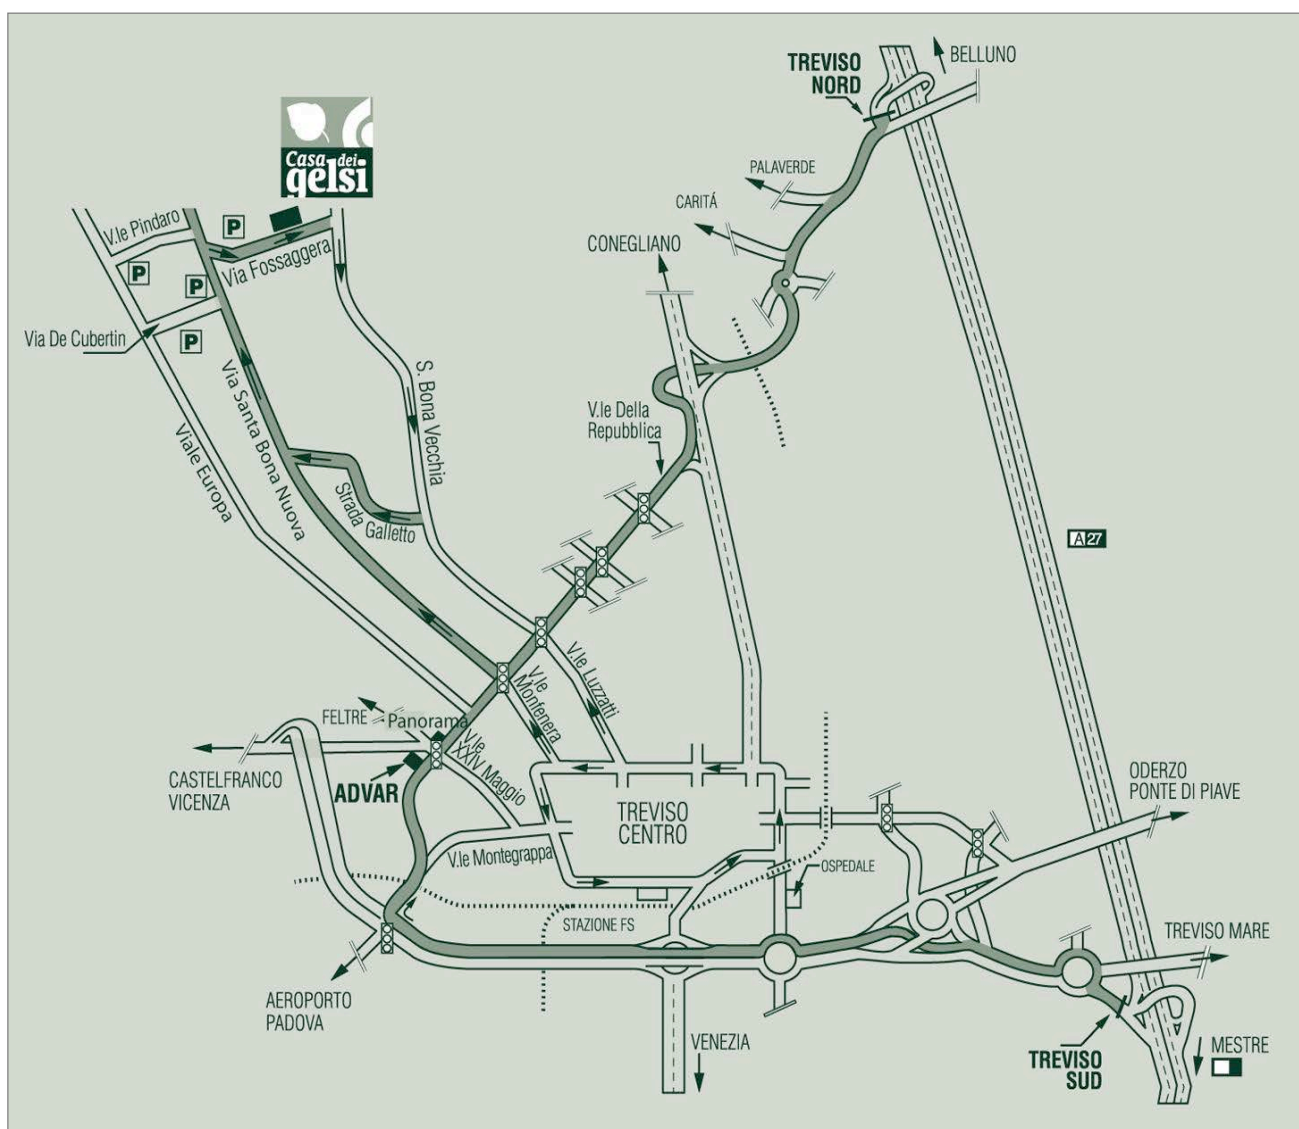 BELLUNO
TREVISO
NORD
Casa dei
gelsi
PALAVERDE
CARITÁ
V.le Pindaro
P
CONEGLIANO
Via Fossaggera
P
P
Via De Cubertin
P
S. Bona Vecchia
Via Santa Bona Nuova
V.le Della
Repubblica
Viale Europa
Strada
Galletto
A27
V.le Luzzatti
V.le
Monfenera
FELTRE
Panorama
V.le
XXIV Maggio
CASTELFRANCO
VICENZA
ADVAR
TREVISO
CENTRO
ODERZO
PONTE DI PIAVE
V.le Montegrappa
OSPEDALE
STAZIONE FS
TREVISO MARE
AEROPORTO
PADOVA
VENEZIA
TREVISO
SUD
MESTRE